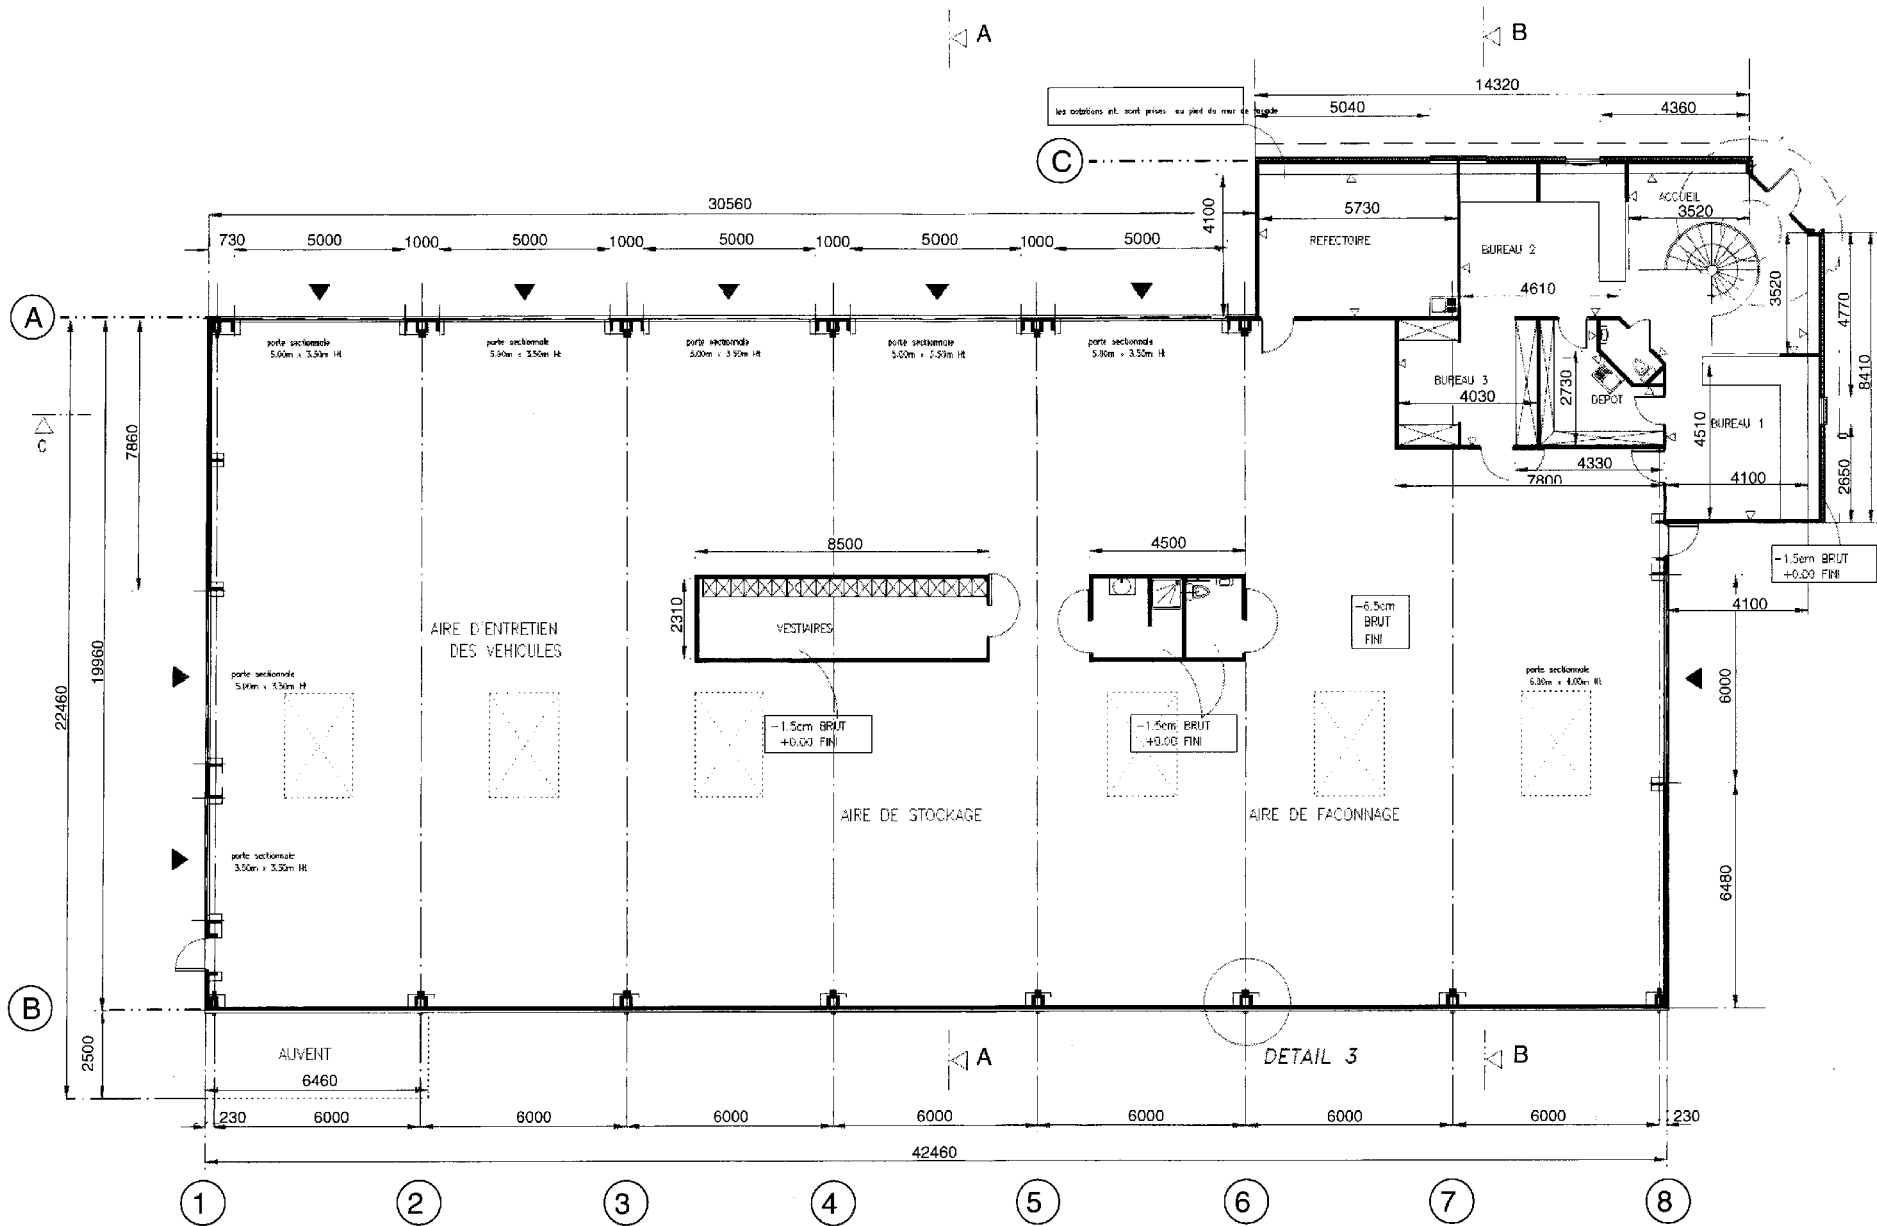 A
B
14320
les cotations int. sont prises au pied du mur de façade
5040
4360
C
30560
4100
5730
ACCUEIL
3520
730
5000
1000
5000
1000
5000
1000
5000
1000
5000
REFECTOIRE
BUREAU 2
4610
3520
4770
8410
A
porte sectionnale
5.00m x 3.50m Ht
porte sectionnale
5.00m x 3.50m Ht
porte sectionnale
5.00m x 3.50m Ht
porte sectionnale
5.00m x 3.50m Ht
porte sectionnale
5.00m x 3.50m Ht
BUREAU 3
4030
2730
DEPOT
BUREAU 1
4510
C
7860
4330
7800
4100
2650
8500
4500
-1.5cm BRUT
+0.00 FINI
4100
2310
VESTIAIRES
-6.5cm
BRUT
FINI
AIRE D'ENTRETIEN
DES VEHICULES
19960
22460
porte sectionnale
5.00m x 3.50m Ht
porte sectionnale
6.00m x 4.00m Ht
6000
-1.5cm BRUT
+0.00 FINI
-1.5cm BRUT
+0.00 FINI
AIRE DE STOCKAGE
AIRE DE FACONNAGE
porte sectionnale
3.50m x 3.50m Ht
6480
B
2500
AUVENT
6460
A
DETAIL 3
B
230
6000
6000
6000
6000
6000
6000
6000
230
42460
1
2
3
4
5
6
7
8